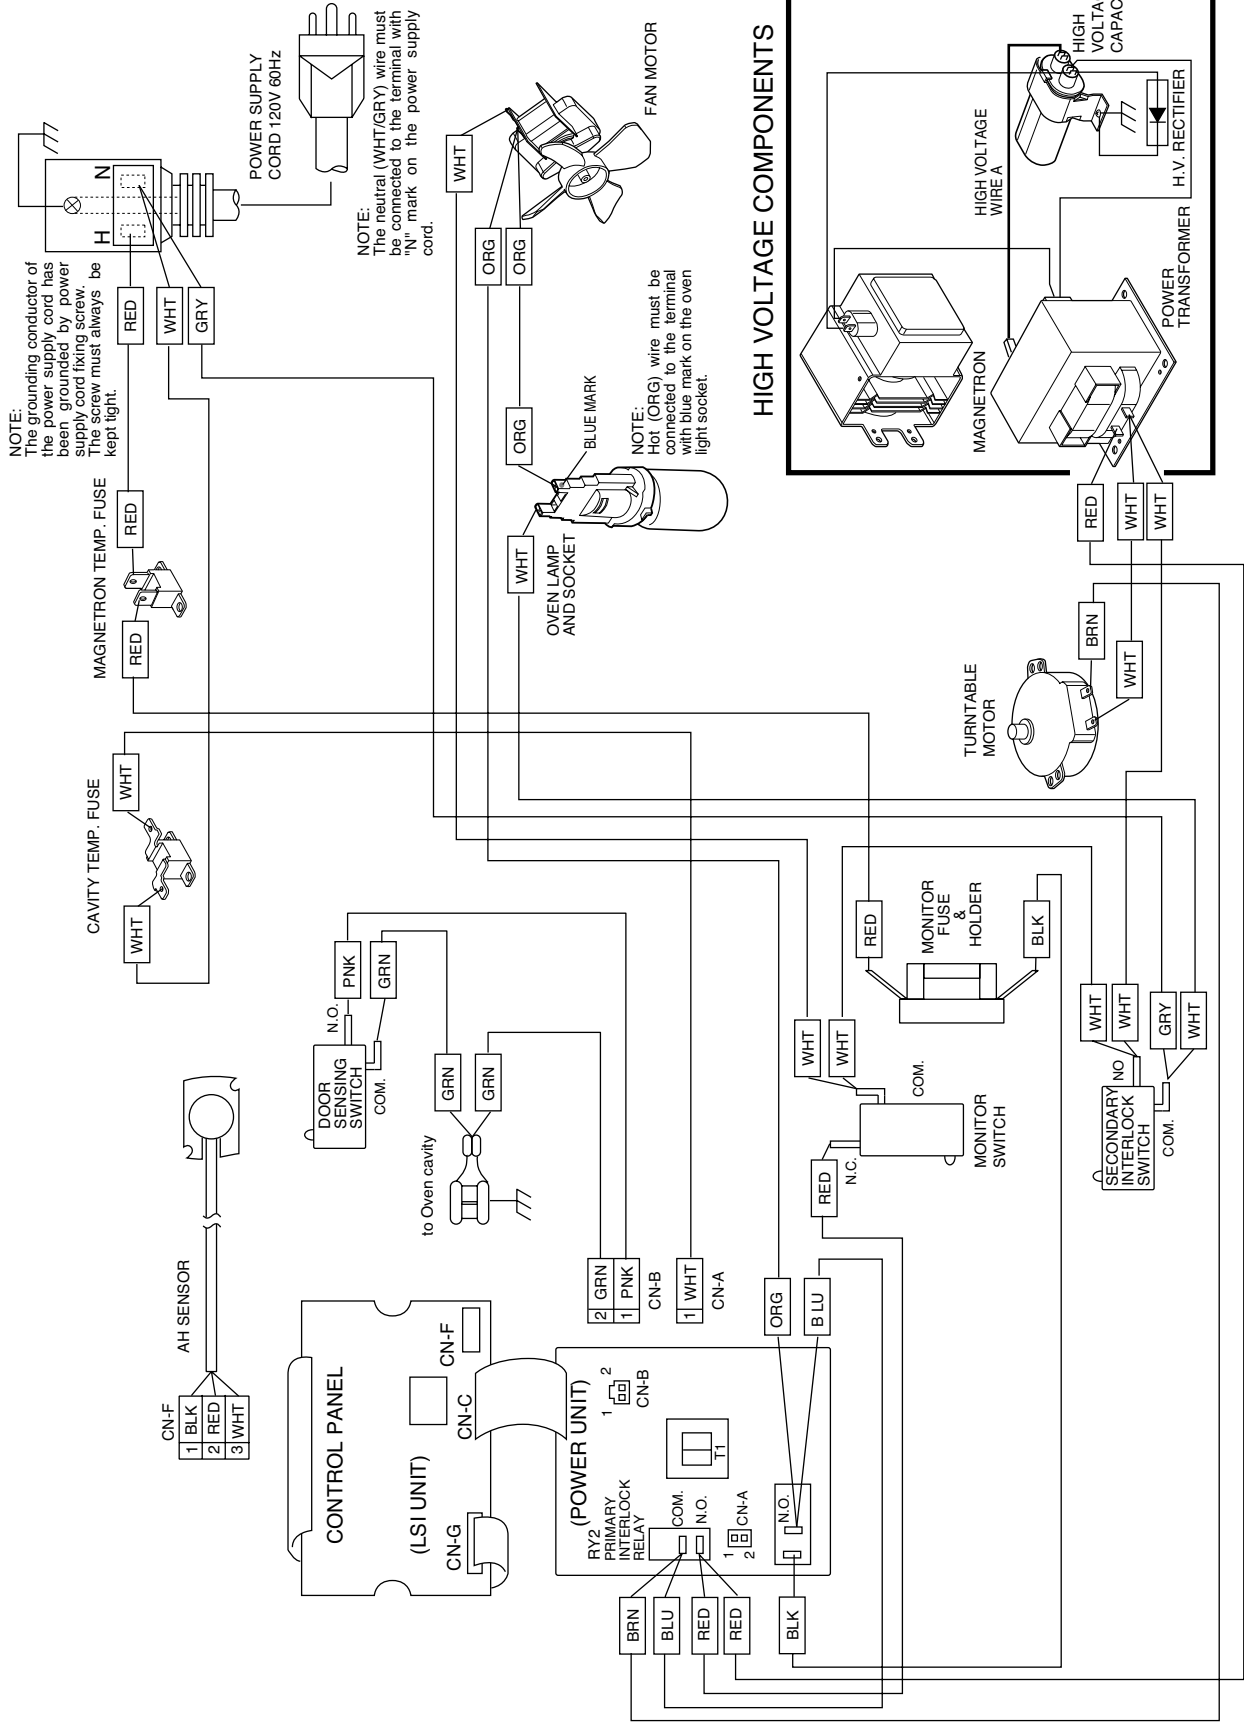 NOTE:
The grounding conductor of
the power supply cord has
been grounded by power
supply cord fixing screw.
The screw must always be
kept tight.
H
N
POWER SUPPLY
CORD 120V 60Hz
NOTE:
The neutral (WHT/GRY) wire must
be connected to the terminal with
"N" mark on the power supply
cord.
RED
WHT
GRY
MAGNETRON TEMP. FUSE
RED
RED
CAVITY TEMP. FUSE
WHT
WHT
WHT
FAN MOTOR
ORG
ORG
ORG
BLUE MARK
NOTE:
Hot (ORG) wire must be
connected to the terminal
with blue mark on the oven
light socket.
WHT
OVEN LAMP
AND SOCKET
HIGH VOLTAGE COMPONENTS
HIGH
VOLTA
CAPAC
HIGH VOLTAGE
WIRE A
H.V. RECTIFIER
MAGNETRON
POWER
TRANSFORMER
RED
WHT
WHT
BRN
WHT
TURNTABLE
MOTOR
AH SENSOR
CN-F
1 BLK
2 RED
3 WHT
DOOR
SENSING
SWITCH
N.O.
COM.
PNK
GRN
GRN
GRN
to Oven cavity
2 GRN
1 PNK
CN-B
1 WHT
CN-A
CONTROL PANEL
(LSI UNIT)
CN-G
CN-C
CN-F
(POWER UNIT)
RY2
PRIMARY
INTERLOCK
RELAY
COM.
N.O.
1
2
CN-B
T1
1
2
CN-A
N.O.
ORG
B LU
BRN
BLU
RED
RED
BLK
RED
MONITOR
FUSE
&
HOLDER
BLK
WHT
WHT
RED
N.C.
COM.
MONITOR
SWITCH
WHT
WHT
GRY
WHT
NO
SECONDARY
INTERLOCK
SWITCH
COM.